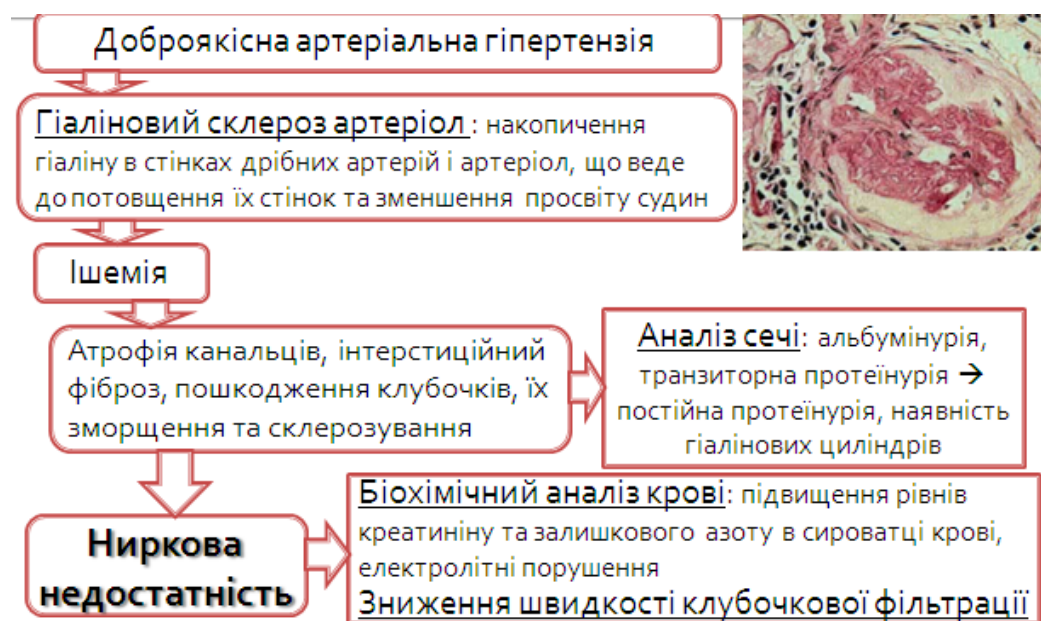 Доброякісна артеріальна гіпертензія
Гіаліновий склероз артеріол : накопичення
гіаліну в стінках дрібних артерій і артеріол, що веде
до потовщення їх стінок та зменшення просвіту судин
Ішемія
Атрофія канальців, інтерстиційний
фіброз, пошкодження клубочків, їх
зморщення та склерозування
Аналіз сечі: альбумінурія,
транзиторна протеїнурія →
постійна протеїнурія, наявність
гіалінових циліндрів
Ниркова
недостатність
Біохімічний аналіз крові: підвищення рівнів
креатиніну та залишкового азоту в сироватці крові,
електролітні порушення
Зниження швидкості клубочкової фільтрації